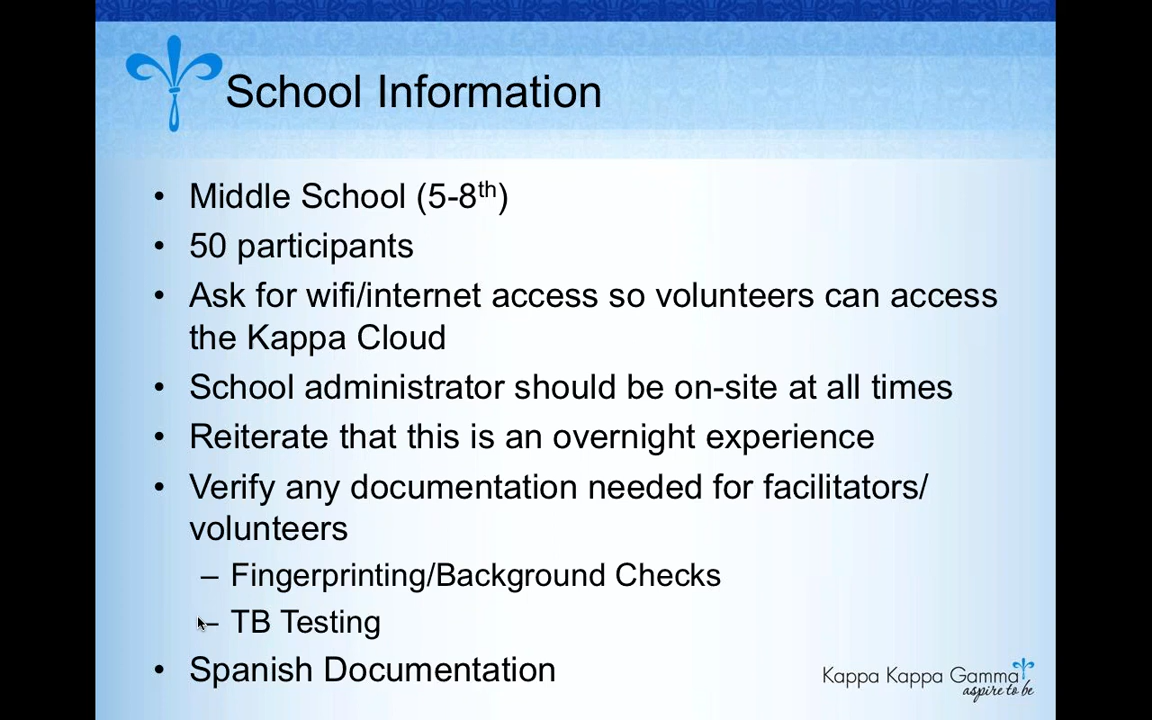 School Information
• Middle School (5-8th)
• 50 participants
• Ask for wifi/internet access so volunteers can access
the Kappa Cloud
• School administrator should be on-site at all times
• Reiterate that this is an overnight experience
• Verify any documentation needed for facilitators/
volunteers
– Fingerprinting/Background Checks
– TB Testing
• Spanish Documentation
Kappa Kappa Gamma
aspire to be